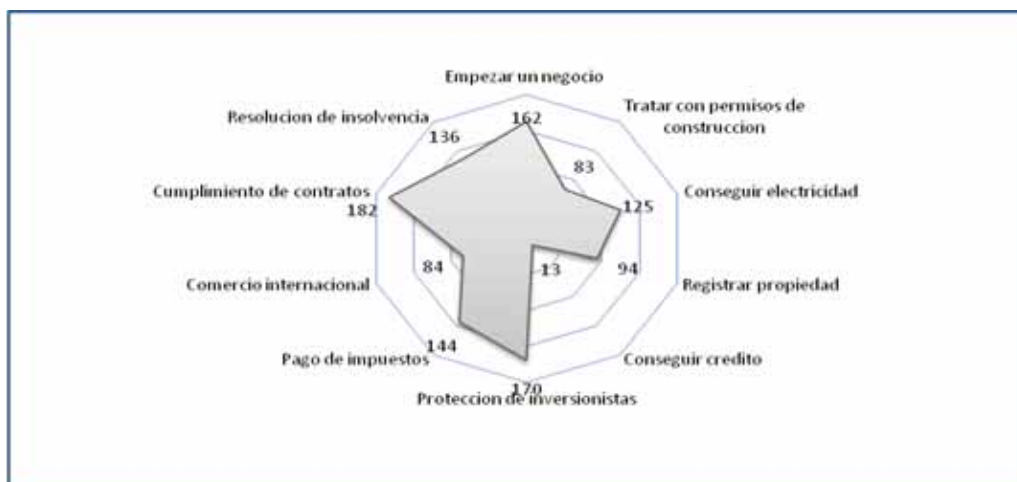 Empezar un negocio
162
Tratar con permisos de
construccion
83
Conseguir electricidad
125
Registrar propiedad
94
Conseguir credito
13
Proteccion de inversionistas
170
Pago de impuestos
144
Comercio internacional
84
Cumplimiento de contratos
182
Resolucion de insolvencia
136